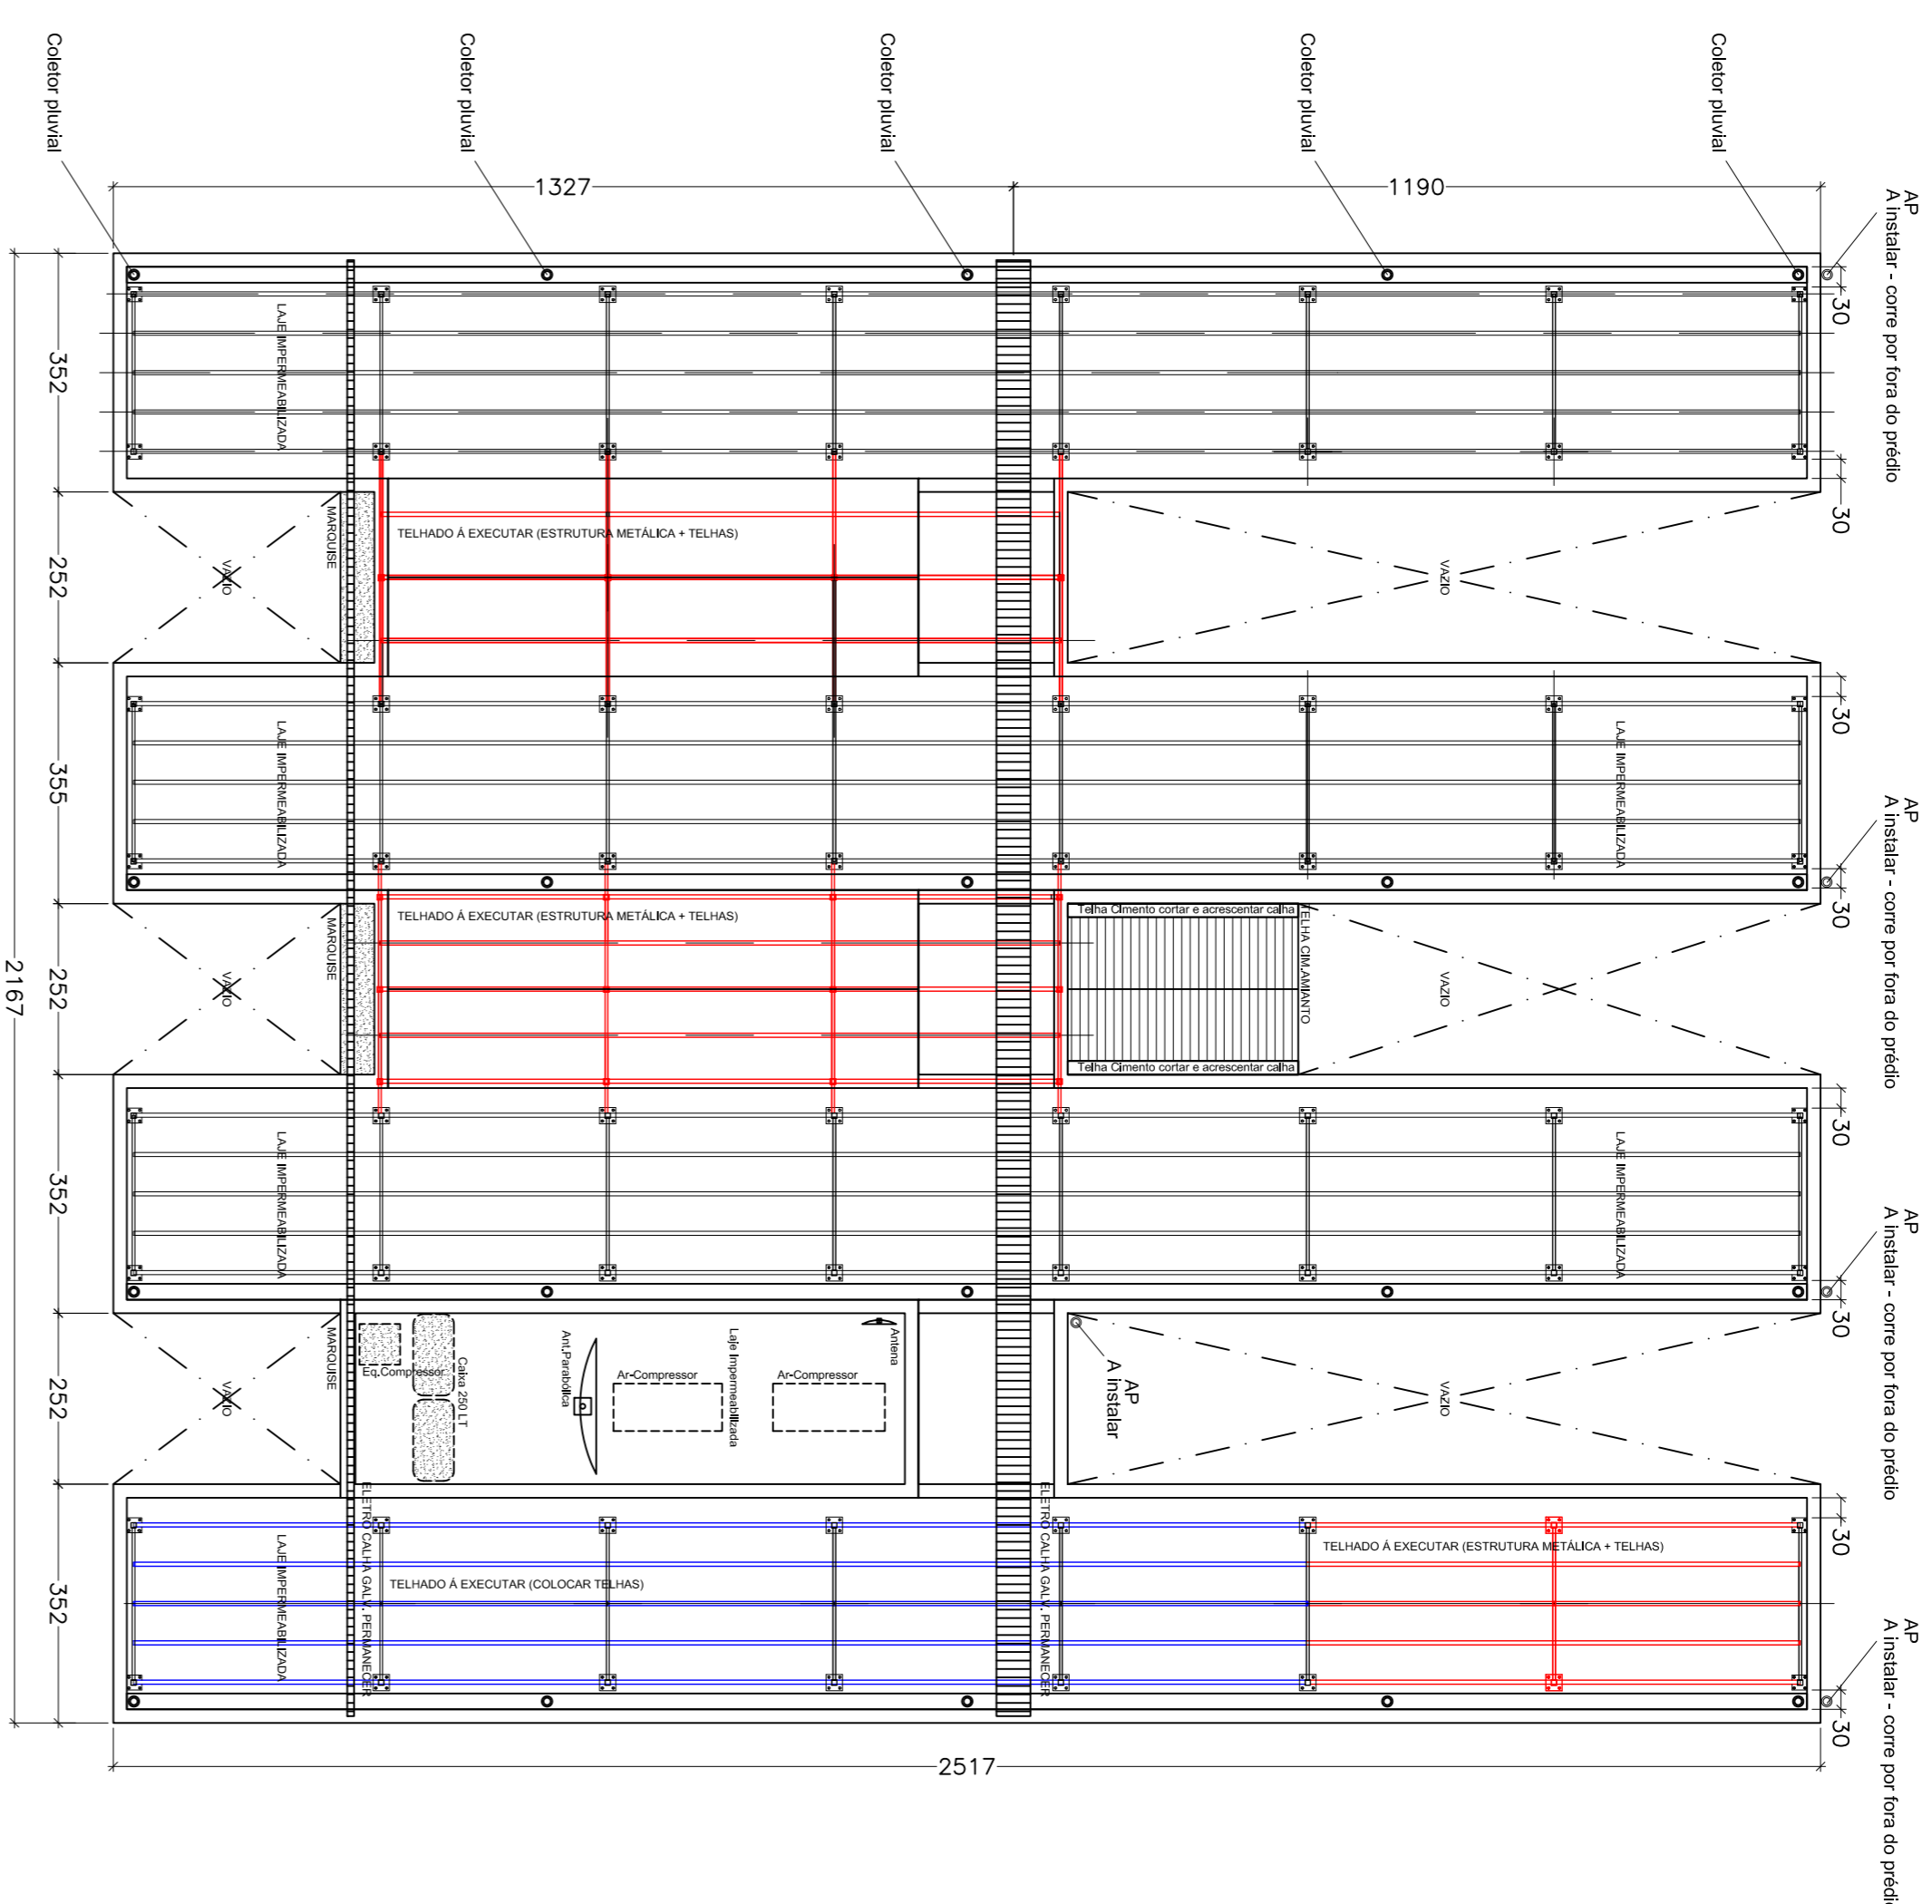 Coletor pluvial
Coletor pluvial
Coletor pluvial
Coletor pluvial
Coletor pluvial
AP
A instalar - corre por fora do prédio
1327
1190
30
LAJE IMPERMEABILIZADA
352
30
MARQUISE
TELHADO Á EXECUTAR (ESTRUTURA METÁLICA + TELHAS)
VAZIO
VAZIO
252
30
LAJE IMPERMEABILIZADA
LAJE IMPERMEABILIZADA
355
AP
A instalar - corre por fora do prédio
30
MARQUISE
TELHADO Á EXECUTAR (ESTRUTURA METÁLICA + TELHAS)
Telha Cimento cortar e acrescentar calha
TELHA CIM.AMIANTO
VAZIO
VAZIO
252
2167
Telha Cimento cortar e acrescentar calha
30
LAJE IMPERMEABILIZADA
LAJE IMPERMEABILIZADA
352
AP
A instalar - corre por fora do prédio
30
MARQUISE
Eq.Compressor
Caixa 250 LT
Ant.Parabólica
Ar-Compressor
Laje Impermeabilizada
Ar-Compressor
Antena
AP
A instalar
VAZIO
VAZIO
252
ELETRO CALHA GALV. PERMANECER
ELETRO CALHA GALV. PERMANECER
30
TELHADO Á EXECUTAR (ESTRUTURA METÁLICA + TELHAS)
TELHADO Á EXECUTAR (COLOCAR TELHAS)
LAJE IMPERMEABILIZADA
352
AP
A instalar - corre por fora do prédio
30
2517